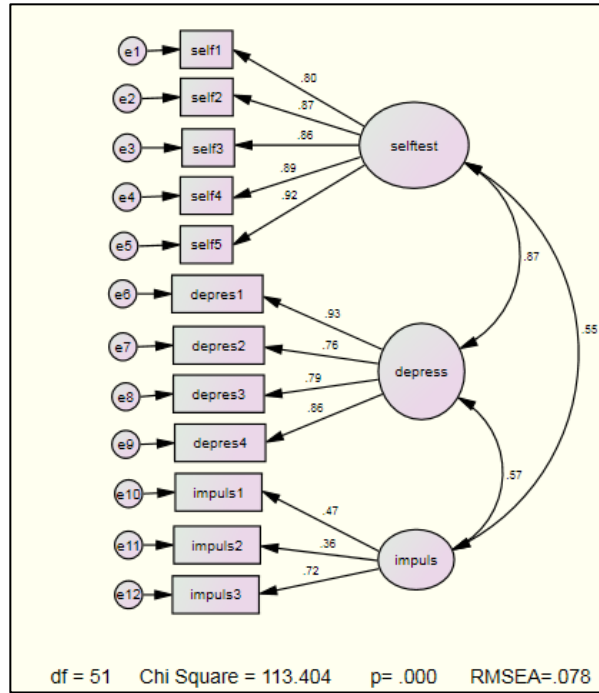 e1 self1
.80
e2 self2
.87
e3 self3
.86
selftest
e4 self4
.89
e5 self5
.92
.87
e6 depres1
.93
.55
e7 depres2
.76
depress
e8 depres3
.79
e9 depres4
.86
e10 impuls1
.47
.57
e11 impuls2
.36
impuls
e12 impuls3
.72
df = 51 Chi Square = 113.404 p= .000 RMSEA=.078